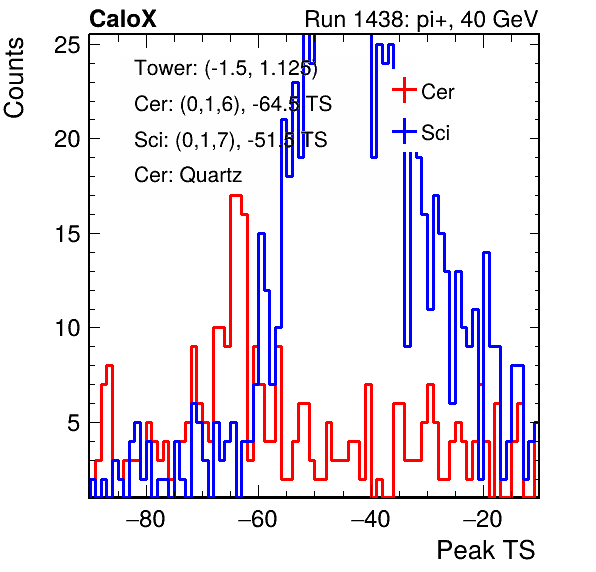 CaloX Run 1438: pi+, 40 GeV
Counts
25
20
15
10
5
Tower: (-1.5, 1.125)
Cer: (0,1,6), -64.5 TS
Sci: (0,1,7), -51.5 TS
Cer: Quartz
Cer
Sci
−80 −60 −40 −20
Peak TS